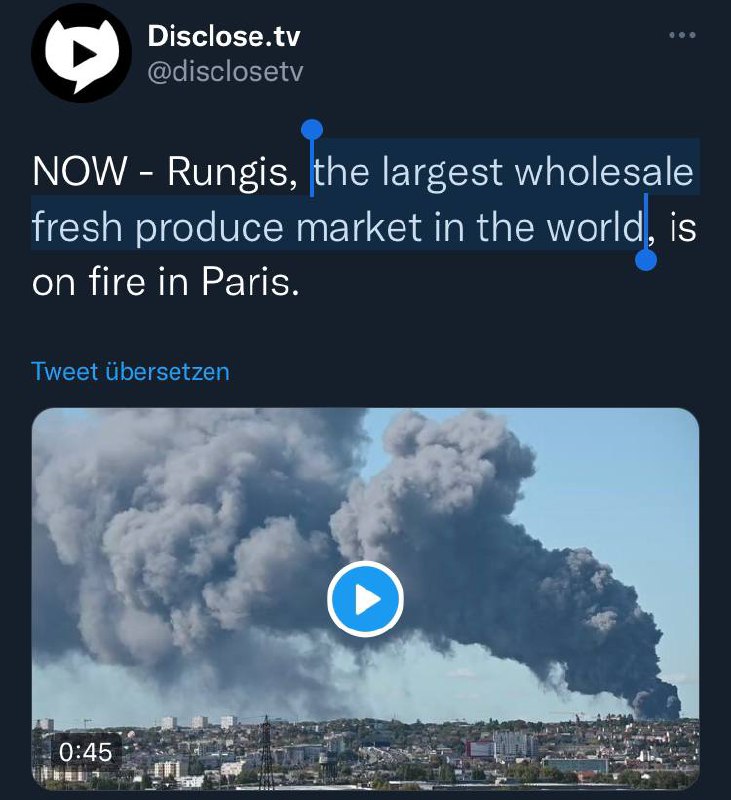 Disclose.tv
@disclosetv
NOW - Rungis, the largest wholesale
fresh produce market in the world, is
on fire in Paris.
Tweet übersetzen
0:45